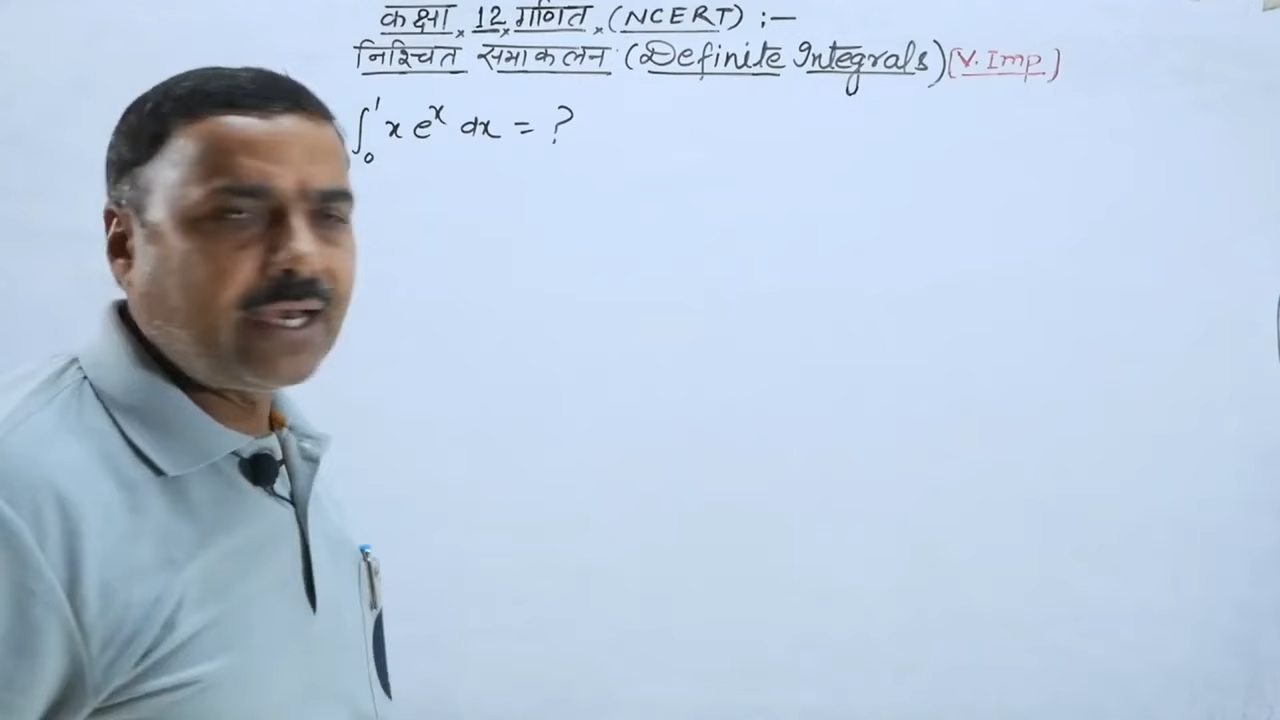 कक्षा × 12 × गणित × (NCERT) :—
निश्चित समाकलन (Definite Integrals) [V. Imp]
∫₀¹ x eˣ dx = ?